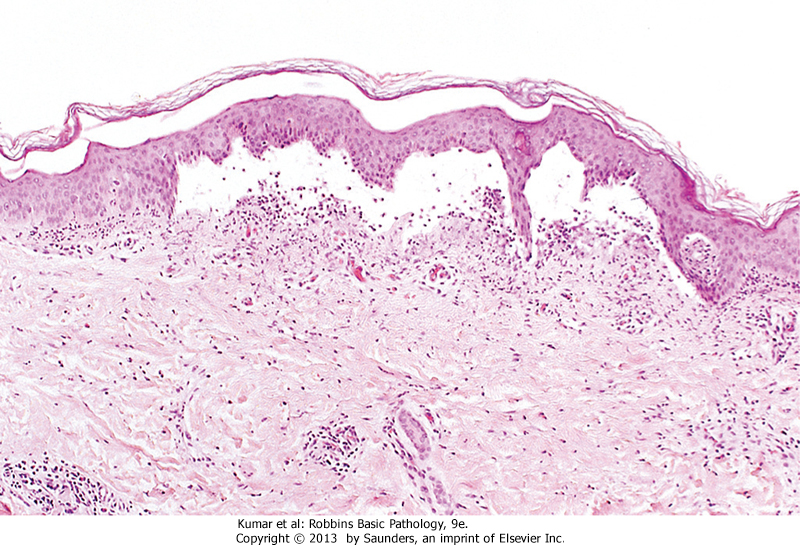 Kumar et al: Robbins Basic Pathology, 9e.
Copyright © 2013 by Saunders, an imprint of Elsevier Inc.